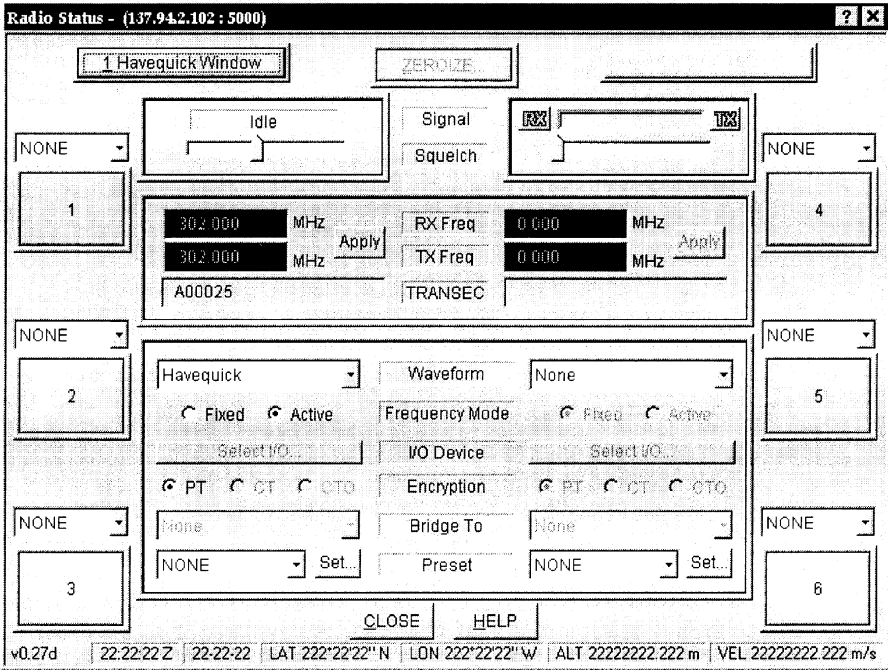 Radio Status - (137.94.2.102 : 5000) ? X
1 Havequick Window ZEROIZE...
Idle Signal RX TX
NONE Squelch NONE
1 4
302.000 MHz RX Freq 0.000 MHz
Apply Apply
302.000 MHz TX Freq 0.000 MHz
A00025 TRANSEC
NONE NONE
2 5
Havequick Waveform None
Fixed Active Frequency Mode Fixed Active
Select I/O... I/O Device Select I/O...
PT CT CTO Encryption PT CT CTO
NONE None Bridge To None NONE
NONE Set... Preset NONE Set...
3 6
CLOSE HELP
v0.27d 22:22:22 Z 22-22-22 LAT 222°22'22" N LON 222°22'22" W ALT 22222222.222 m VEL 22222222.222 m/s